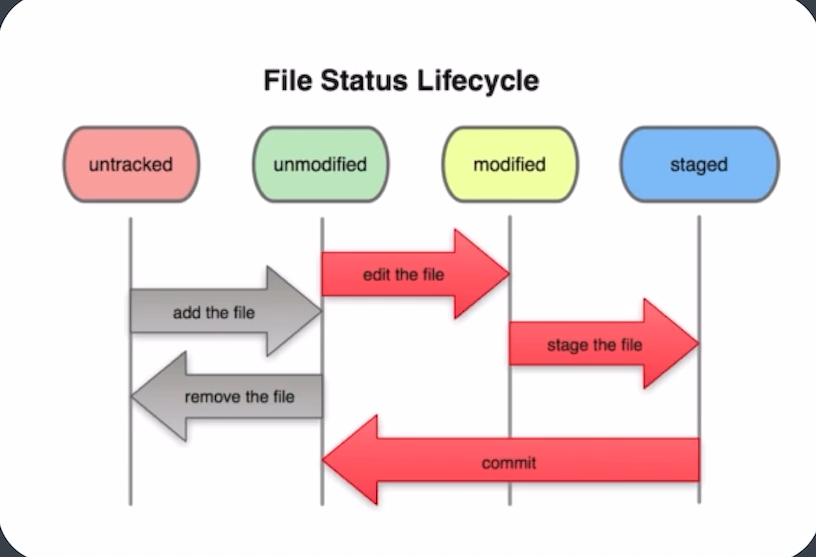 File Status Lifecycle
untracked
unmodified
modified
staged
edit the file
add the file
stage the file
remove the file
commit